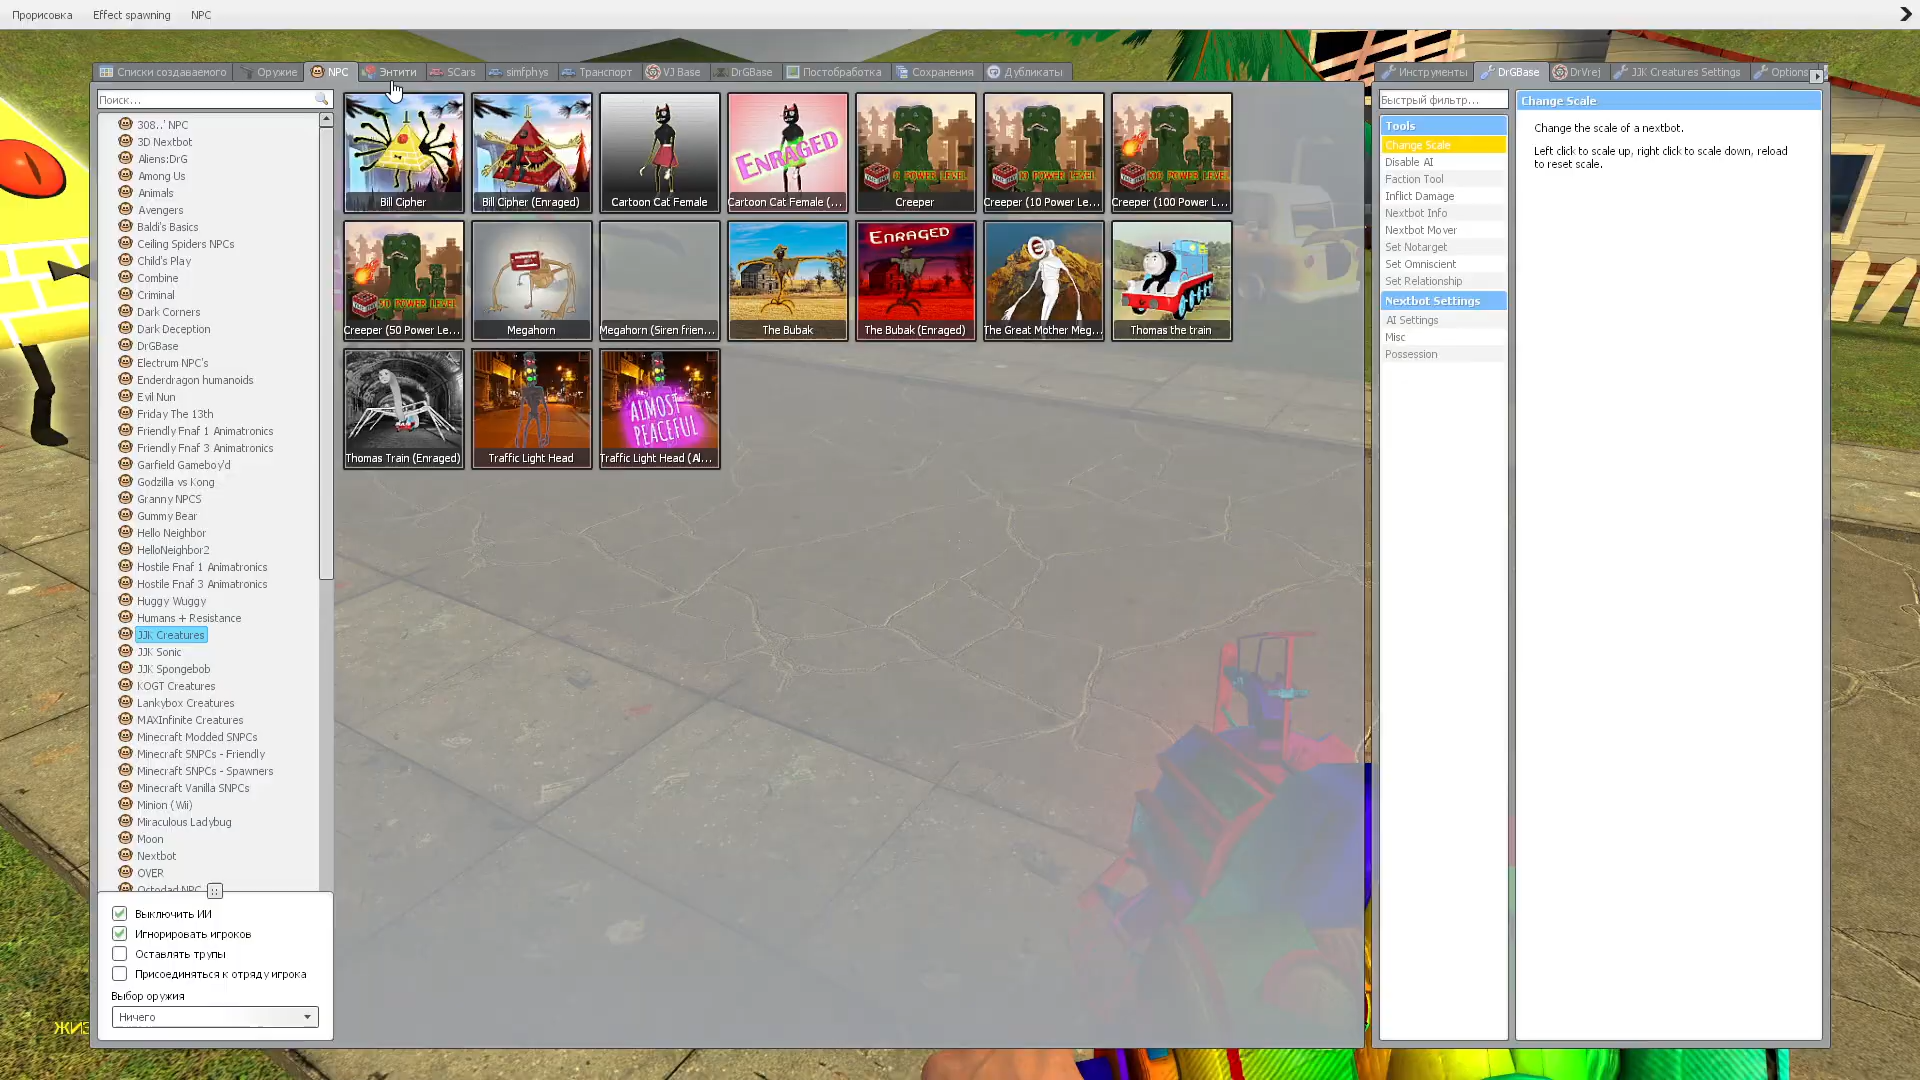 Прорисовка Effect spawning NPC
Списки создаваемого Оружие NPC Энтити SCars simfphys Транспорт VJ Base DrGBase Постобработка Сохранения Дубликаты
Инструменты DrGBase DrVrej JJK Creatures Settings Options
Поиск...
308..' NPC
3D Nextbot
Aliens:DrG
Among Us
Animals
Avengers
Baldi's Basics
Ceiling Spiders NPCs
Child's Play
Combine
Criminal
Dark Corners
Dark Deception
DrGBase
Electrum NPC's
Enderdragon humanoids
Evil Nun
Friday The 13th
Friendly Fnaf 1 Animatronics
Friendly Fnaf 3 Animatronics
Garfield Gameboy'd
Godzilla vs Kong
Granny NPCS
Gummy Bear
Hello Neighbor
HelloNeighbor2
Hostile Fnaf 1 Animatronics
Hostile Fnaf 3 Animatronics
Huggy Wuggy
Humans + Resistance
JJK Creatures
JJK Sonic
JJK Spongebob
KOGT Creatures
Lankybox Creatures
MAXInfinite Creatures
Minecraft Modded SNPCs
Minecraft SNPCs - Friendly
Minecraft SNPCs - Spawners
Minecraft Vanilla SNPCs
Minion (Wii)
Miraculous Ladybug
Moon
Nextbot
OVER
Octodad NPC
Выключить ИИ
Игнорировать игроков
Оставлять трупы
Присоединяться к отряду игрока
Выбор оружия
Ничего
ENRAGED
Bill Cipher
Bill Cipher (Enraged)
Cartoon Cat Female
Cartoon Cat Female (...
Creeper
Creeper (10 Power Le...
Creeper (100 Power L...
ENRAGED
Creeper (50 Power Le...
Megahorn
Megahorn (Siren frien...
The Bubak
The Bubak (Enraged)
The Great Mother Meg...
Thomas the train
ALMOST
PEACEFUL
Thomas Train (Enraged)
Traffic Light Head
Traffic Light Head (Al...
Быстрый фильтр...
Tools
Change Scale
Disable AI
Faction Tool
Inflict Damage
Nextbot Info
Nextbot Mover
Set Notarget
Set Omniscient
Set Relationship
Nextbot Settings
AI Settings
Misc
Possession
Change Scale
Change the scale of a nextbot.
Left click to scale up, right click to scale down, reload
to reset scale.